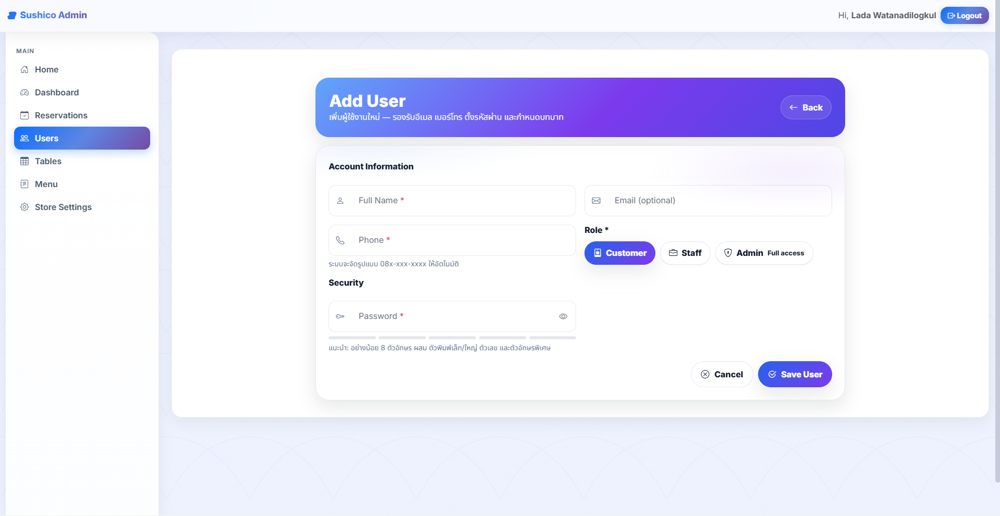 Sushico Admin
Hi, Lada Watanadilogkul
Logout
MAIN
Home
Dashboard
Reservations
Users
Tables
Menu
Store Settings
Add User
เพิ่มผู้ใช้งานใหม่ — รองรับอีเมล เบอร์โทร ตั้งรหัสผ่าน และกำหนดบทบาท
Back
Account Information
Full Name *
Email (optional)
Phone *
ระบบจะจัดรูปแบบ 08x-xxx-xxxx ให้อัตโนมัติ
Role *
Customer
Staff
Admin Full access
Security
Password *
แนะนำ: อย่างน้อย 8 ตัวอักษร ผสม ตัวพิมพ์เล็ก/ใหญ่ ตัวเลข และตัวอักษรพิเศษ
Cancel
Save User